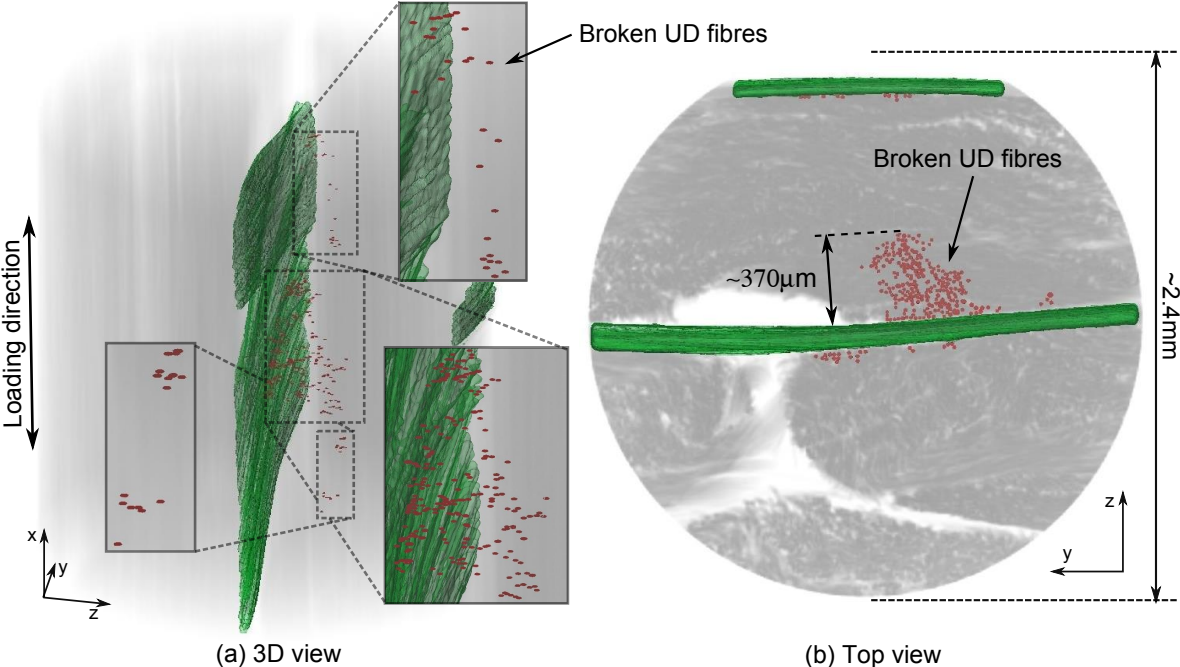 Broken UD fibres
Loading direction
x
y
z
(a) 3D view
Broken UD fibres
~370μm
~2.4mm
z
y
(b) Top view